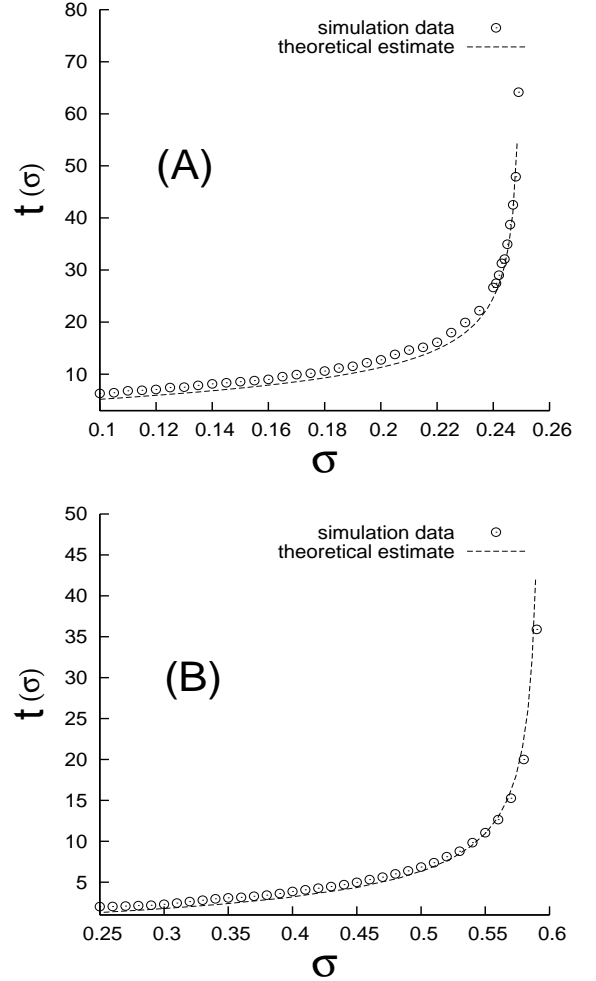 80
70
60
50
40
30
20
10
t (σ)
(A)
simulation data
theoretical estimate
0.1 0.12 0.14 0.16 0.18 0.2 0.22 0.24 0.26
σ
50
45
40
35
30
25
20
15
10
5
t (σ)
(B)
simulation data
theoretical estimate
0.25 0.3 0.35 0.4 0.45 0.5 0.55 0.6
σ